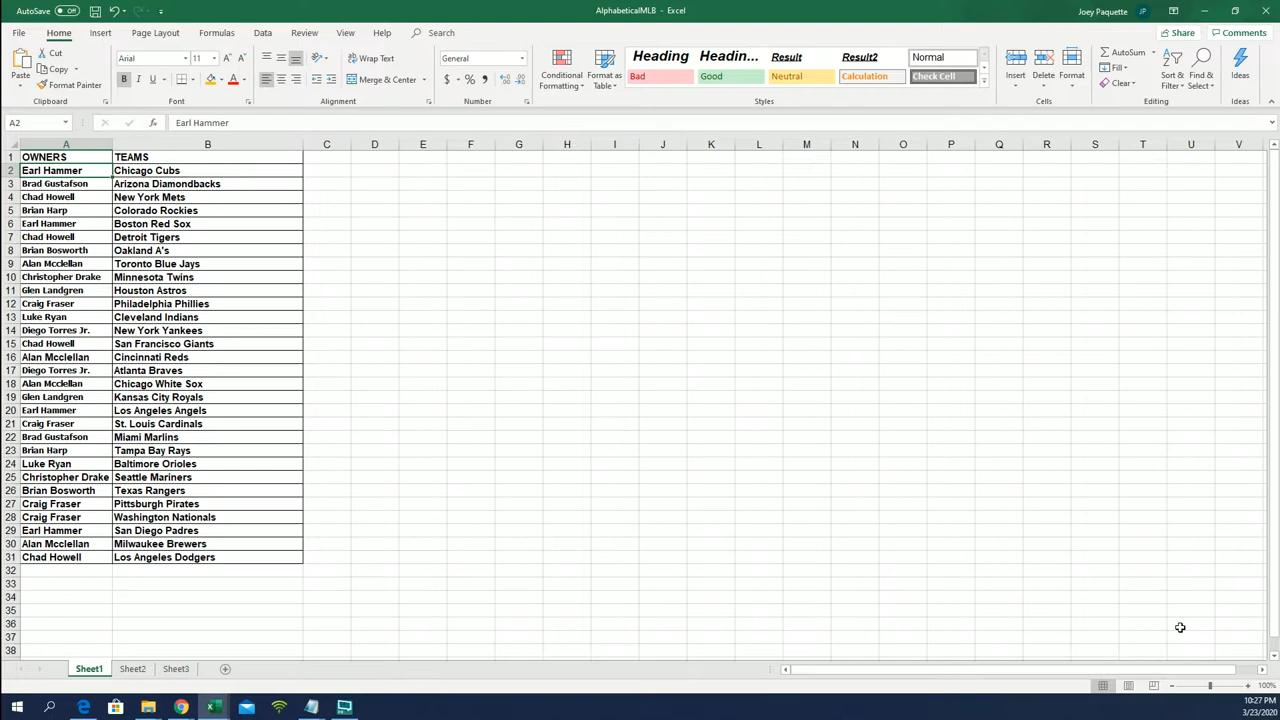 AutoSave Off AlphabeticalMLB - Excel Joey Paquette JP
File Home Insert Page Layout Formulas Data Review View Help Search Share Comments
Paste Cut Copy Format Painter Clipboard
Arial 11 A A B I U A Font
ab Wrap Text Merge & Center Alignment
General $ % , Number
Conditional Formatting Format as Table
Heading Headin... Result Result2 Normal
Bad Good Neutral Calculation Check Cell
Styles
Insert Delete Format Cells
AutoSum Fill Clear Sort & Filter Find & Select Editing
Ideas Ideas
A2 fx Earl Hammer
A B C D E F G H I J K L M N O P Q R S T U V
1 OWNERS TEAMS
2 Earl Hammer Chicago Cubs
3 Brad Gustafson Arizona Diamondbacks
4 Chad Howell New York Mets
5 Brian Harp Colorado Rockies
6 Earl Hammer Boston Red Sox
7 Chad Howell Detroit Tigers
8 Brian Bosworth Oakland A's
9 Alan Mcclellan Toronto Blue Jays
10 Christopher Drake Minnesota Twins
11 Glen Landgren Houston Astros
12 Craig Fraser Philadelphia Phillies
13 Luke Ryan Cleveland Indians
14 Diego Torres Jr. New York Yankees
15 Chad Howell San Francisco Giants
16 Alan Mcclellan Cincinnati Reds
17 Diego Torres Jr. Atlanta Braves
18 Alan Mcclellan Chicago White Sox
19 Glen Landgren Kansas City Royals
20 Earl Hammer Los Angeles Angels
21 Craig Fraser St. Louis Cardinals
22 Brad Gustafson Miami Marlins
23 Brian Harp Tampa Bay Rays
24 Luke Ryan Baltimore Orioles
25 Christopher Drake Seattle Mariners
26 Brian Bosworth Texas Rangers
27 Craig Fraser Pittsburgh Pirates
28 Craig Fraser Washington Nationals
29 Earl Hammer San Diego Padres
30 Alan Mcclellan Milwaukee Brewers
31 Chad Howell Los Angeles Dodgers
32
33
34
35
36
37
38
Sheet1 Sheet2 Sheet3
100%
10:27 PM
3/23/2020